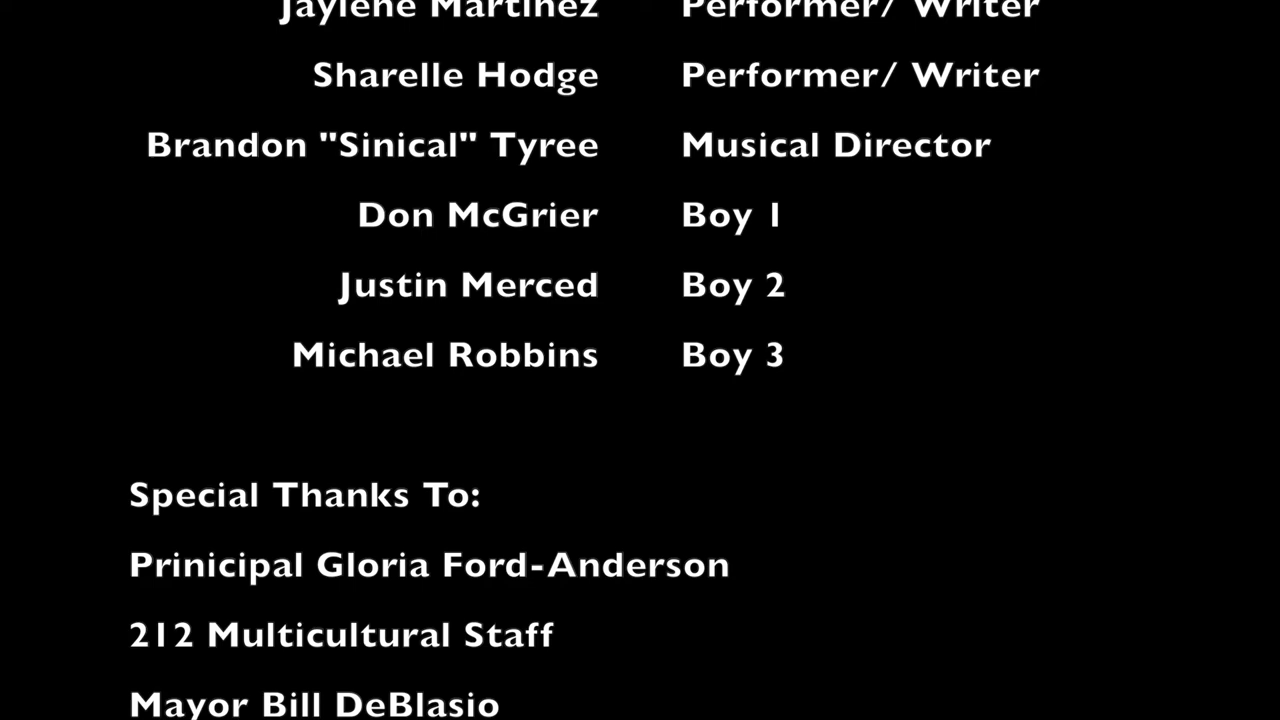 Jaylene Martinez Performer/ Writer
Sharelle Hodge Performer/ Writer
Brandon "Sinical" Tyree Musical Director
Don McGrier Boy 1
Justin Merced Boy 2
Michael Robbins Boy 3
Special Thanks To:
Prinicipal Gloria Ford-Anderson
212 Multicultural Staff
Mayor Bill DeBlasio